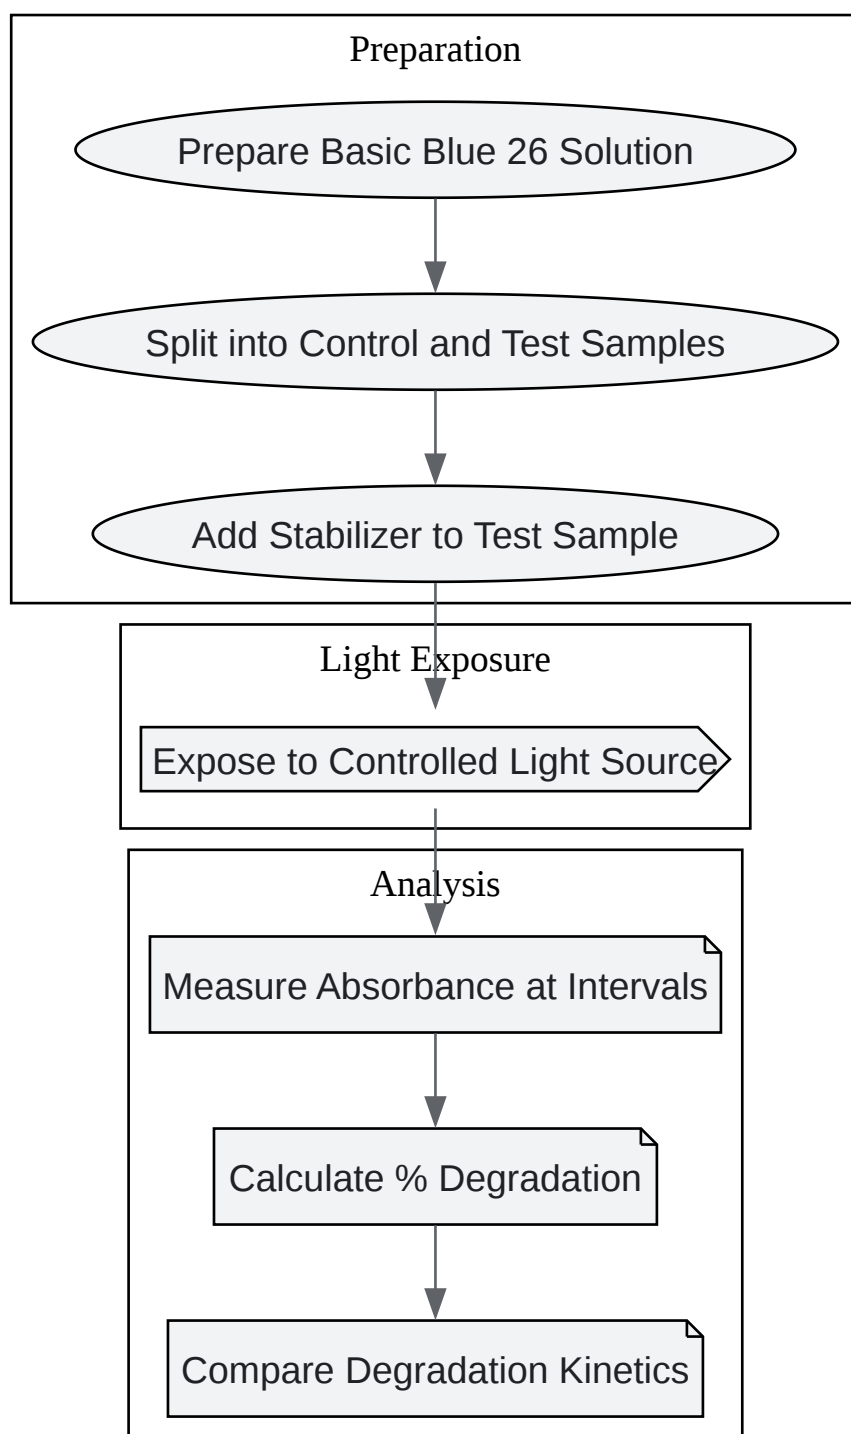 Preparation
Prepare Basic Blue 26 Solution
Split into Control and Test Samples
Add Stabilizer to Test Sample
Light Exposure
Expose to Controlled Light Source
Analysis
Measure Absorbance at Intervals
Calculate % Degradation
Compare Degradation Kinetics